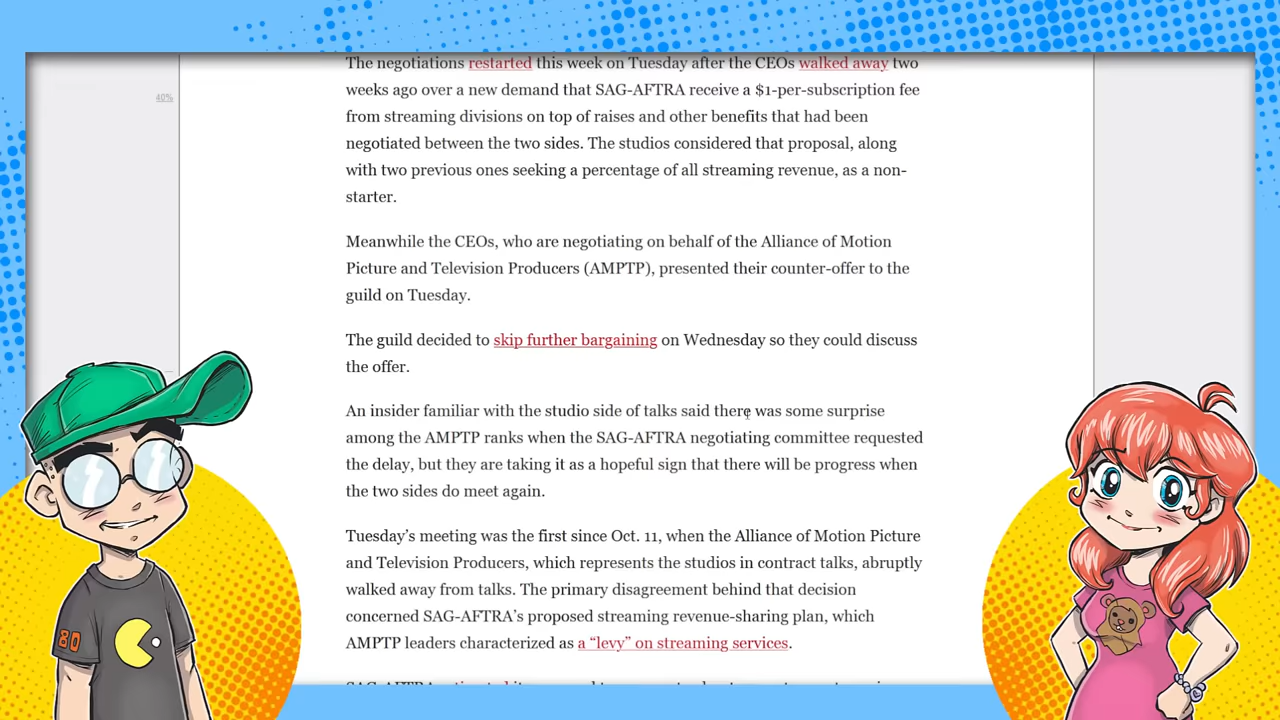 The negotiations restarted this week on Tuesday after the CEOs walked away two
40%
weeks ago over a new demand that SAG-AFTRA receive a $1-per-subscription fee
from streaming divisions on top of raises and other benefits that had been
negotiated between the two sides. The studios considered that proposal, along
with two previous ones seeking a percentage of all streaming revenue, as a non-
starter.
Meanwhile the CEOs, who are negotiating on behalf of the Alliance of Motion
Picture and Television Producers (AMPTP), presented their counter-offer to the
guild on Tuesday.
The guild decided to skip further bargaining on Wednesday so they could discuss
the offer.
An insider familiar with the studio side of talks said there was some surprise
among the AMPTP ranks when the SAG-AFTRA negotiating committee requested
the delay, but they are taking it as a hopeful sign that there will be progress when
the two sides do meet again.
Tuesday’s meeting was the first since Oct. 11, when the Alliance of Motion Picture
and Television Producers, which represents the studios in contract talks, abruptly
walked away from talks. The primary disagreement behind that decision
concerned SAG-AFTRA’s proposed streaming revenue-sharing plan, which
AMPTP leaders characterized as a “levy” on streaming services.
80